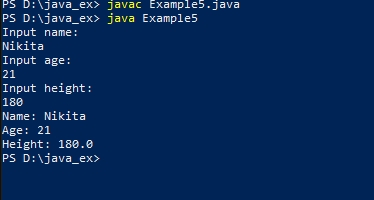 PS D:\java_ex> javac Example5.java
PS D:\java_ex> java Example5
Input name:
Nikita
Input age:
21
Input height:
180
Name: Nikita
Age: 21
Height: 180.0
PS D:\java_ex>